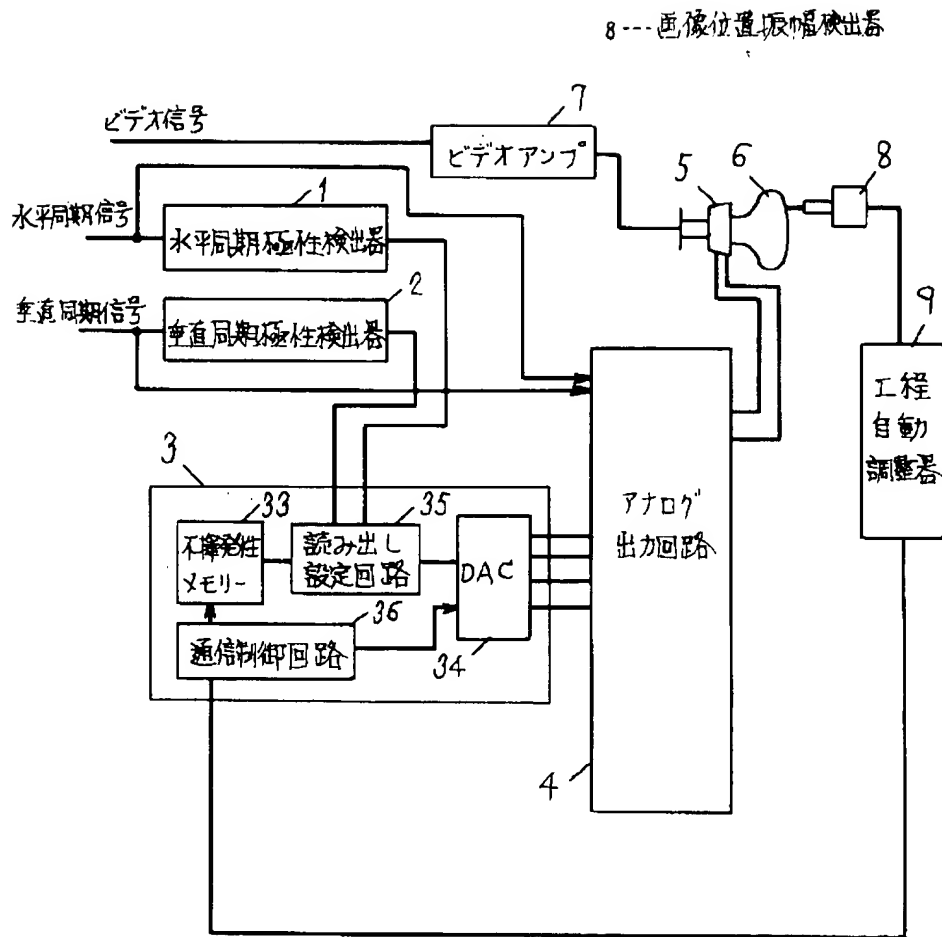 8---画像位置振幅検出器
7
ビデオ信号
ビデオアンプ
5
6
8
1
水平同期信号
水平同期極性検出器
2
垂直同期信号
垂直同期極性検出器
9
工程
自動
調整器
3
33
35
不揮発性
メモリー
読み出し
設定回路
DAC
アナログ
出力回路
36
通信制御回路
34
4